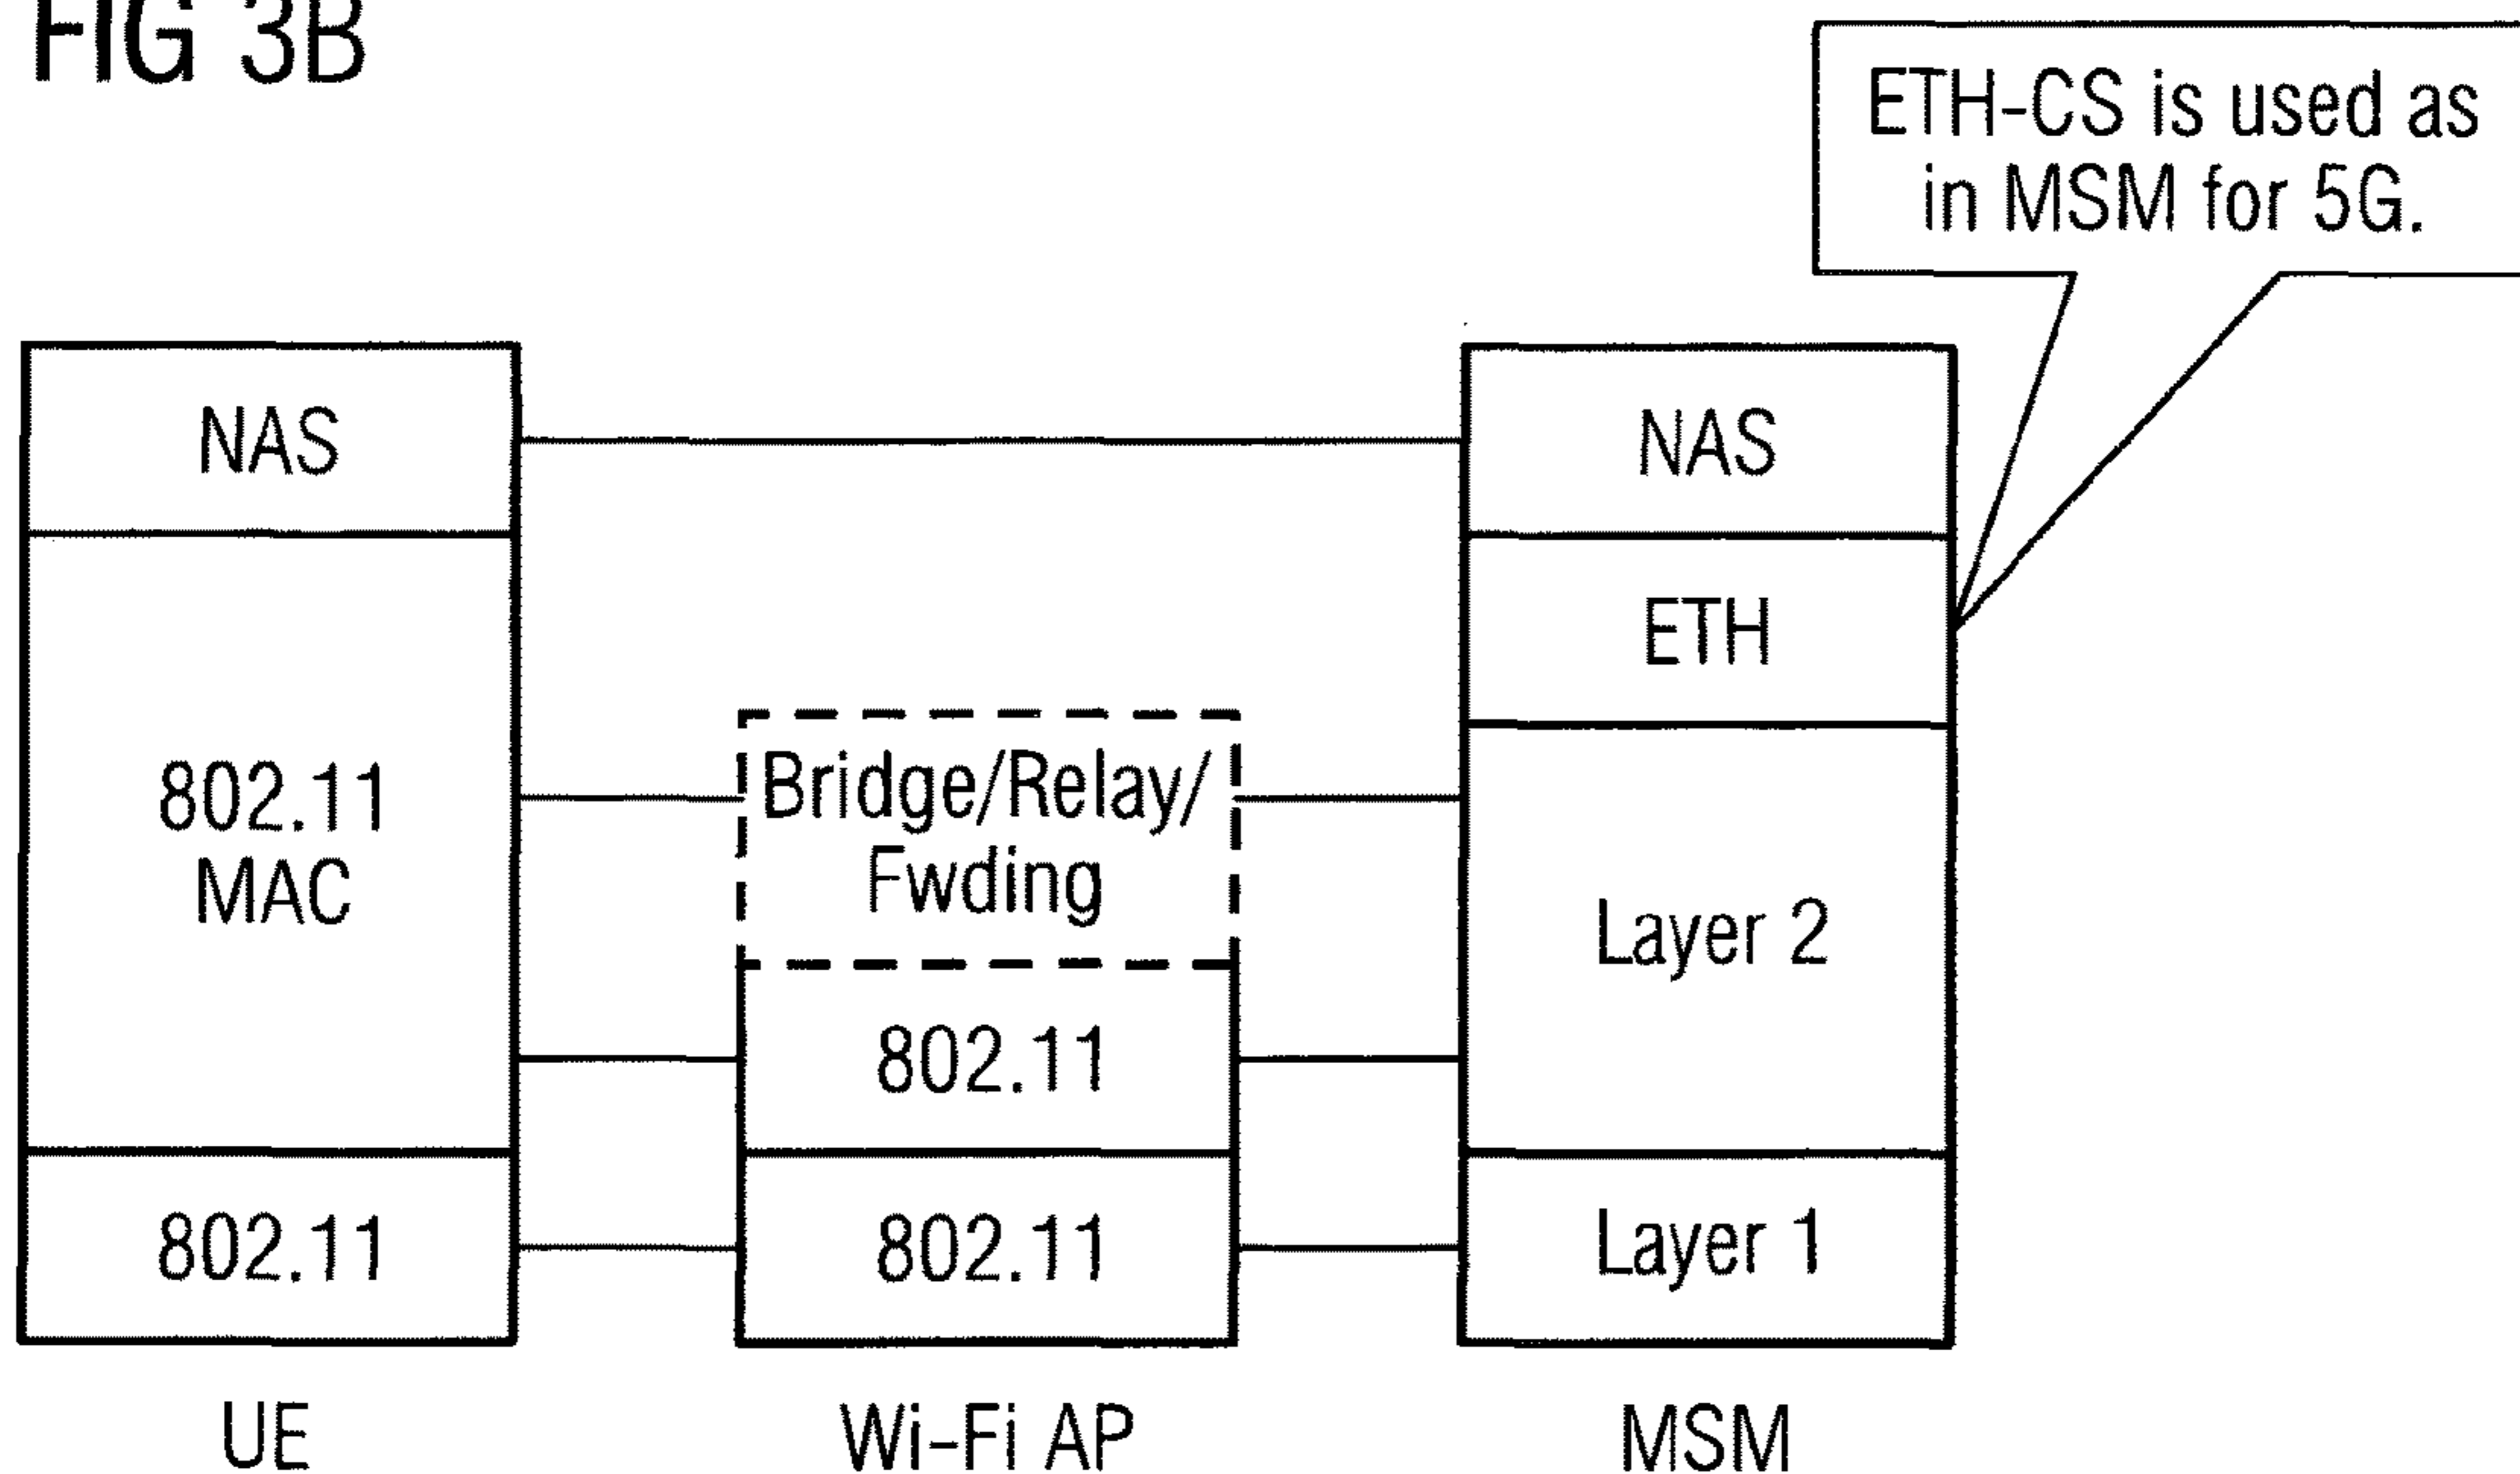 FIG 3B
ETH-CS is used as
in MSM for 5G.
NAS
802.11
MAC
802.11
UE
Bridge/Relay/
Fwding
802.11
802.11
Wi-Fi AP
NAS
ETH
Layer 2
Layer 1
MSM